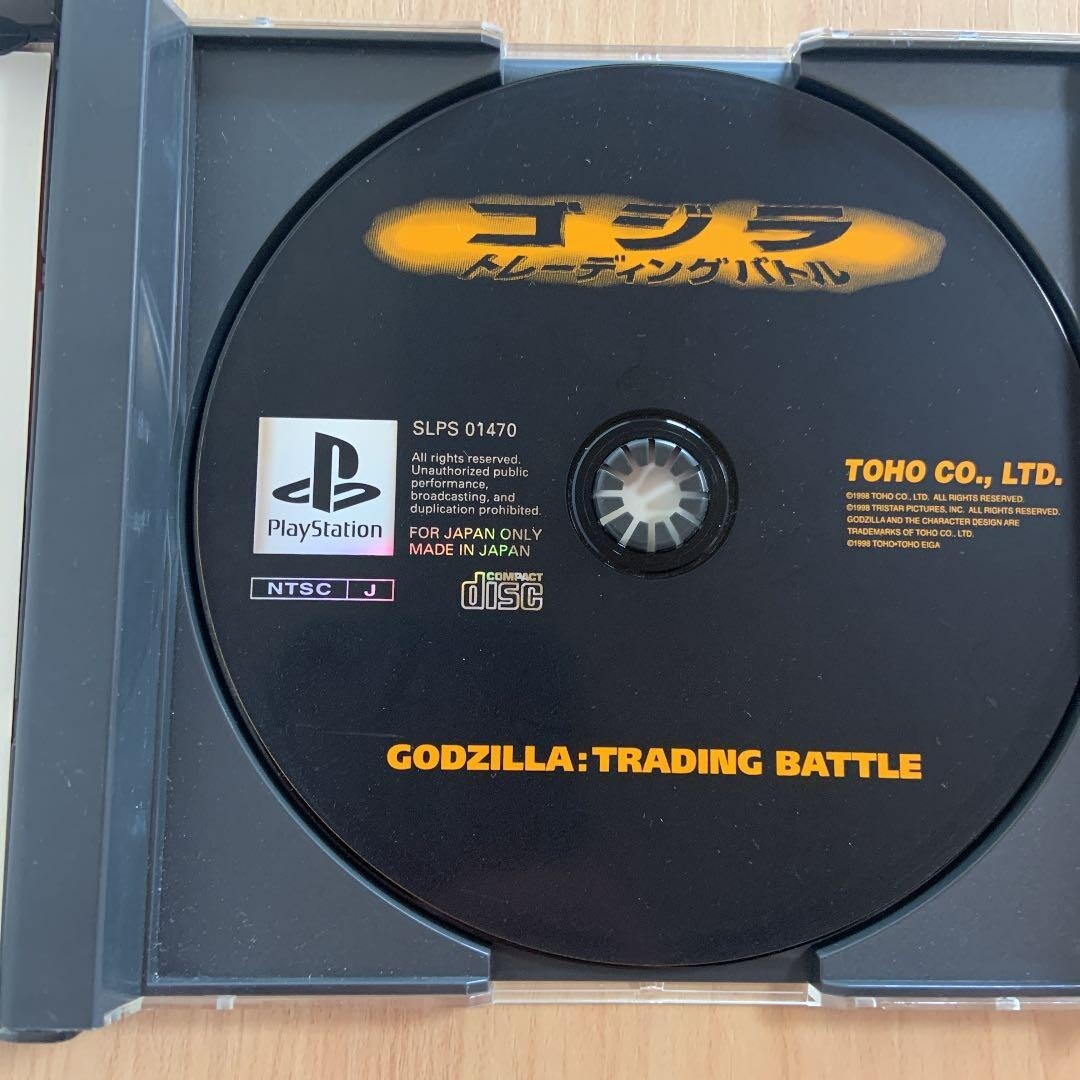 ゴジラ
トレーディングバトル
SLPS 01470
All rights reserved.
Unauthorized public
performance,
broadcasting, and
duplication prohibited.
FOR JAPAN ONLY
MADE IN JAPAN
PlayStation
NTSC J
COMPACT
disc
TOHO CO., LTD.
©1998 TOHO CO., LTD. ALL RIGHTS RESERVED.
©1998 TRISTAR PICTURES, INC. ALL RIGHTS RESERVED.
GODZILLA AND THE CHARACTER DESIGN ARE
TRADEMARKS OF TOHO CO., LTD.
©1998 TOHO•TOHO EIGA
GODZILLA: TRADING BATTLE